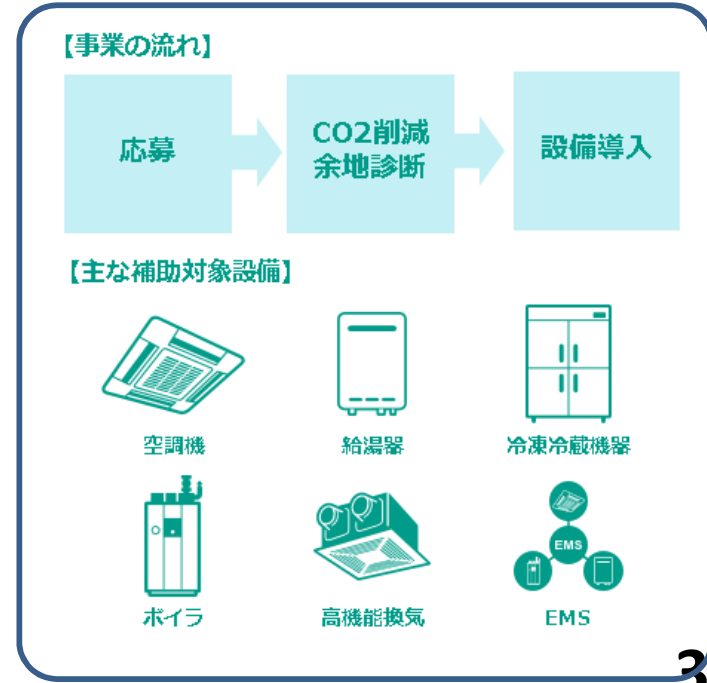 【事業の流れ】
応募
CO2削減
余地診断
設備導入
【主な補助対象設備】
空調機
給湯器
冷凍冷蔵機器
ボイラ
高機能換気
EMS
EMS
3